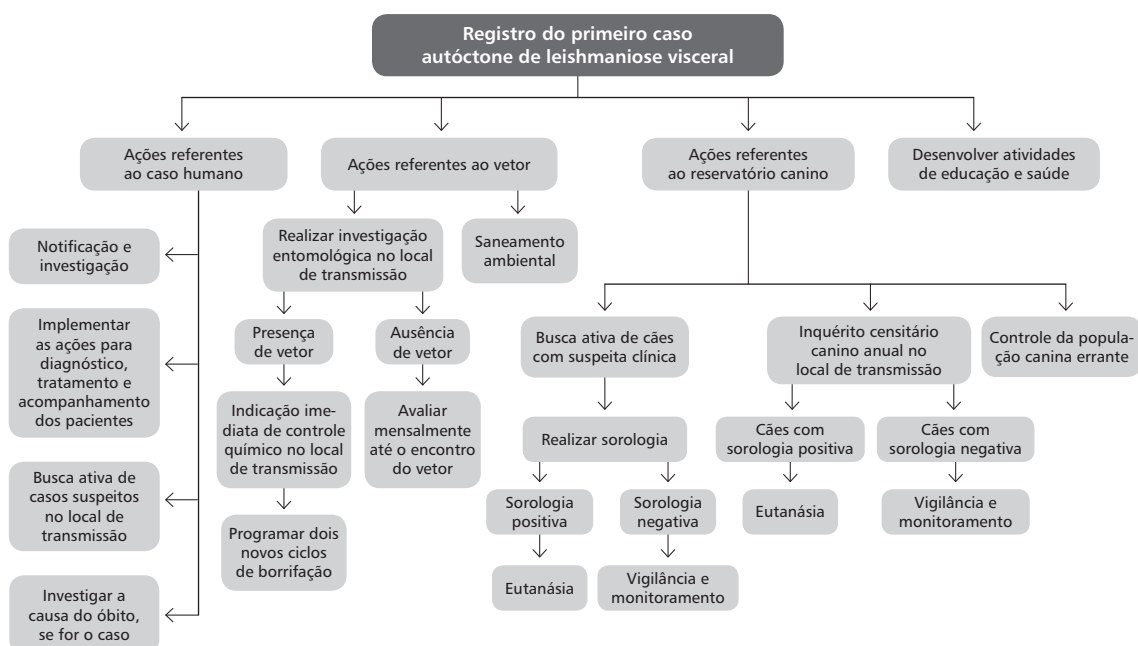 Registro do primeiro caso
autóctone de leishmaniose visceral
Ações referentes
ao caso humano
Ações referentes ao vetor
Ações referentes
ao reservatório canino
Desenvolver atividades
de educação e saúde
Notificação e
investigação
Implementar
as ações para
diagnóstico,
tratamento e
acompanhamento
dos pacientes
Busca ativa de
casos suspeitos
no local de
transmissão
Investigar a
causa do óbito,
se for o caso
Realizar investigação
entomológica no local
de transmissão
Saneamento
ambiental
Presença
de vetor
Ausência
de vetor
Indicação ime-
diata de controle
químico no local
de transmissão
Avaliar
mensalmente
até o encontro
do vetor
Programar dois
novos ciclos
de borrifação
Busca ativa de cães
com suspeita clínica
Inquérito censitário
canino anual no
local de transmissão
Controle da popula-
ção canina errante
Realizar sorologia
Cães com
sorologia positiva
Cães com
sorologia negativa
Sorologia
positiva
Sorologia
negativa
Eutanásia
Vigilância e
monitoramento
Eutanásia
Vigilância e
monitoramento